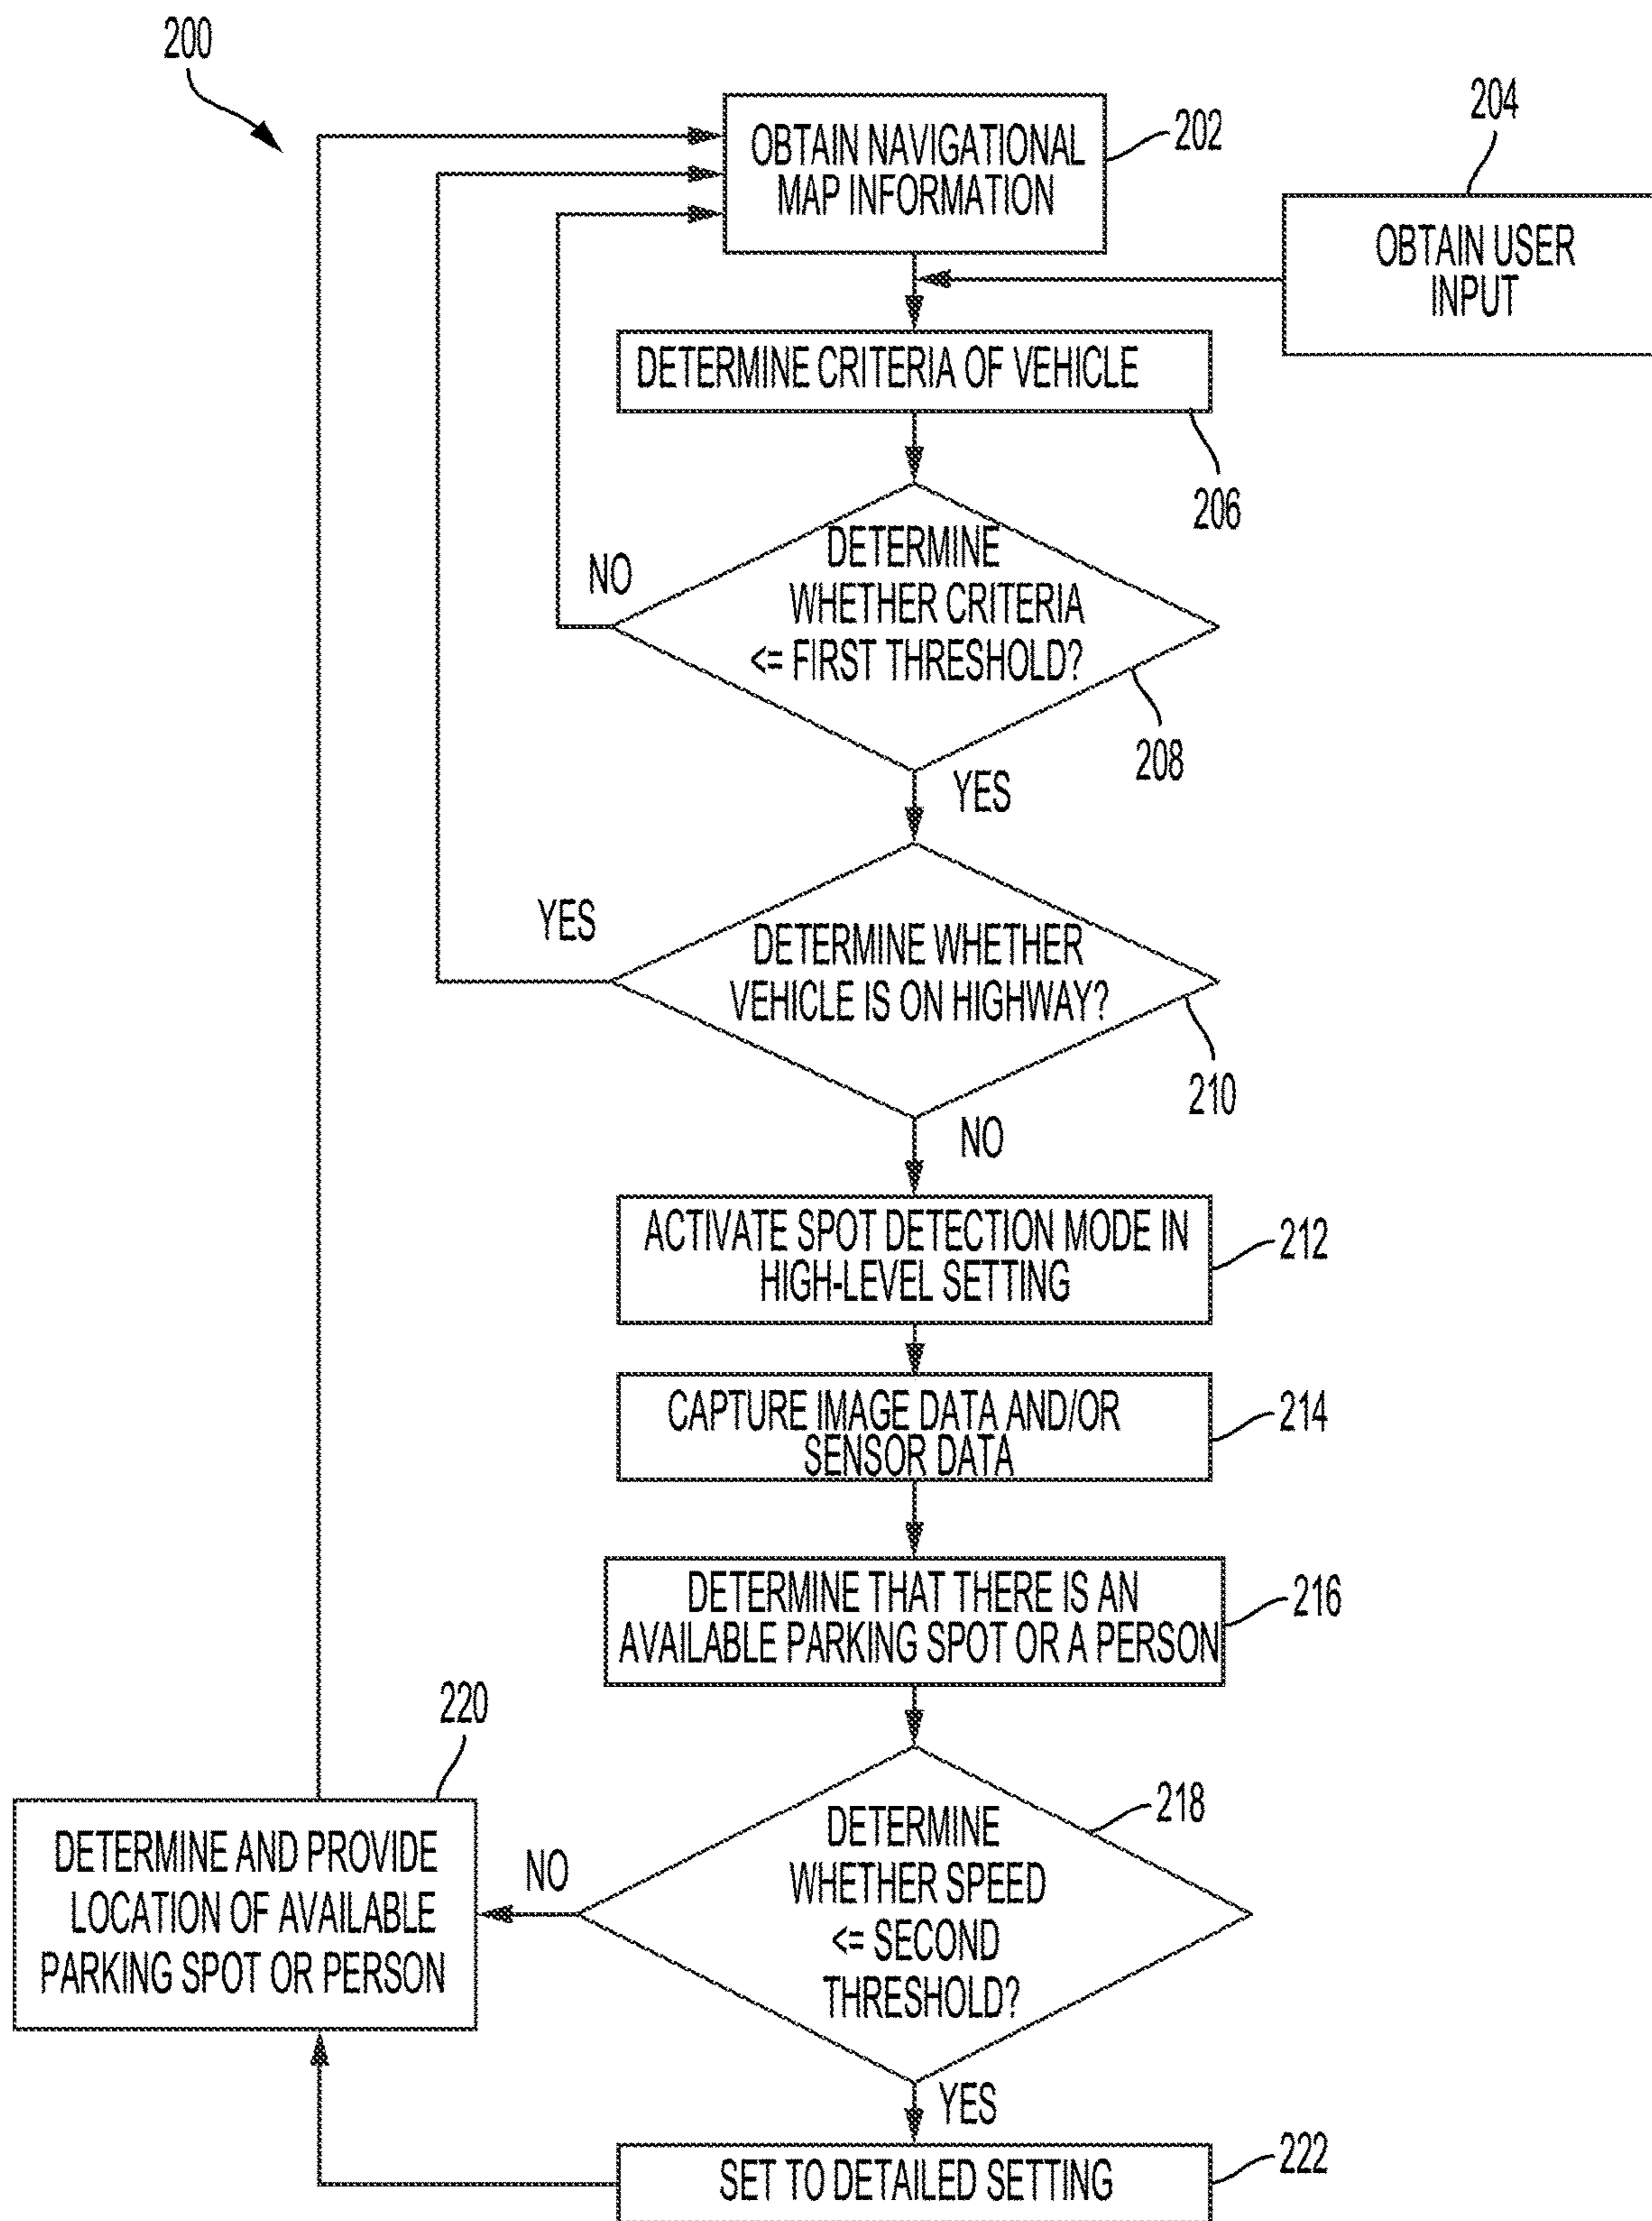 200
OBTAIN NAVIGATIONAL
MAP INFORMATION
202
204
OBTAIN USER
INPUT
DETERMINE CRITERIA OF VEHICLE
206
DETERMINE
WHETHER CRITERIA
<= FIRST THRESHOLD?
NO
208
YES
DETERMINE WHETHER
VEHICLE IS ON HIGHWAY?
YES
210
NO
ACTIVATE SPOT DETECTION MODE IN
HIGH-LEVEL SETTING
212
CAPTURE IMAGE DATA AND/OR
SENSOR DATA
214
DETERMINE THAT THERE IS AN
AVAILABLE PARKING SPOT OR A PERSON
216
DETERMINE
WHETHER SPEED
<= SECOND
THRESHOLD?
218
NO
220
DETERMINE AND PROVIDE
LOCATION OF AVAILABLE
PARKING SPOT OR PERSON
YES
SET TO DETAILED SETTING
222